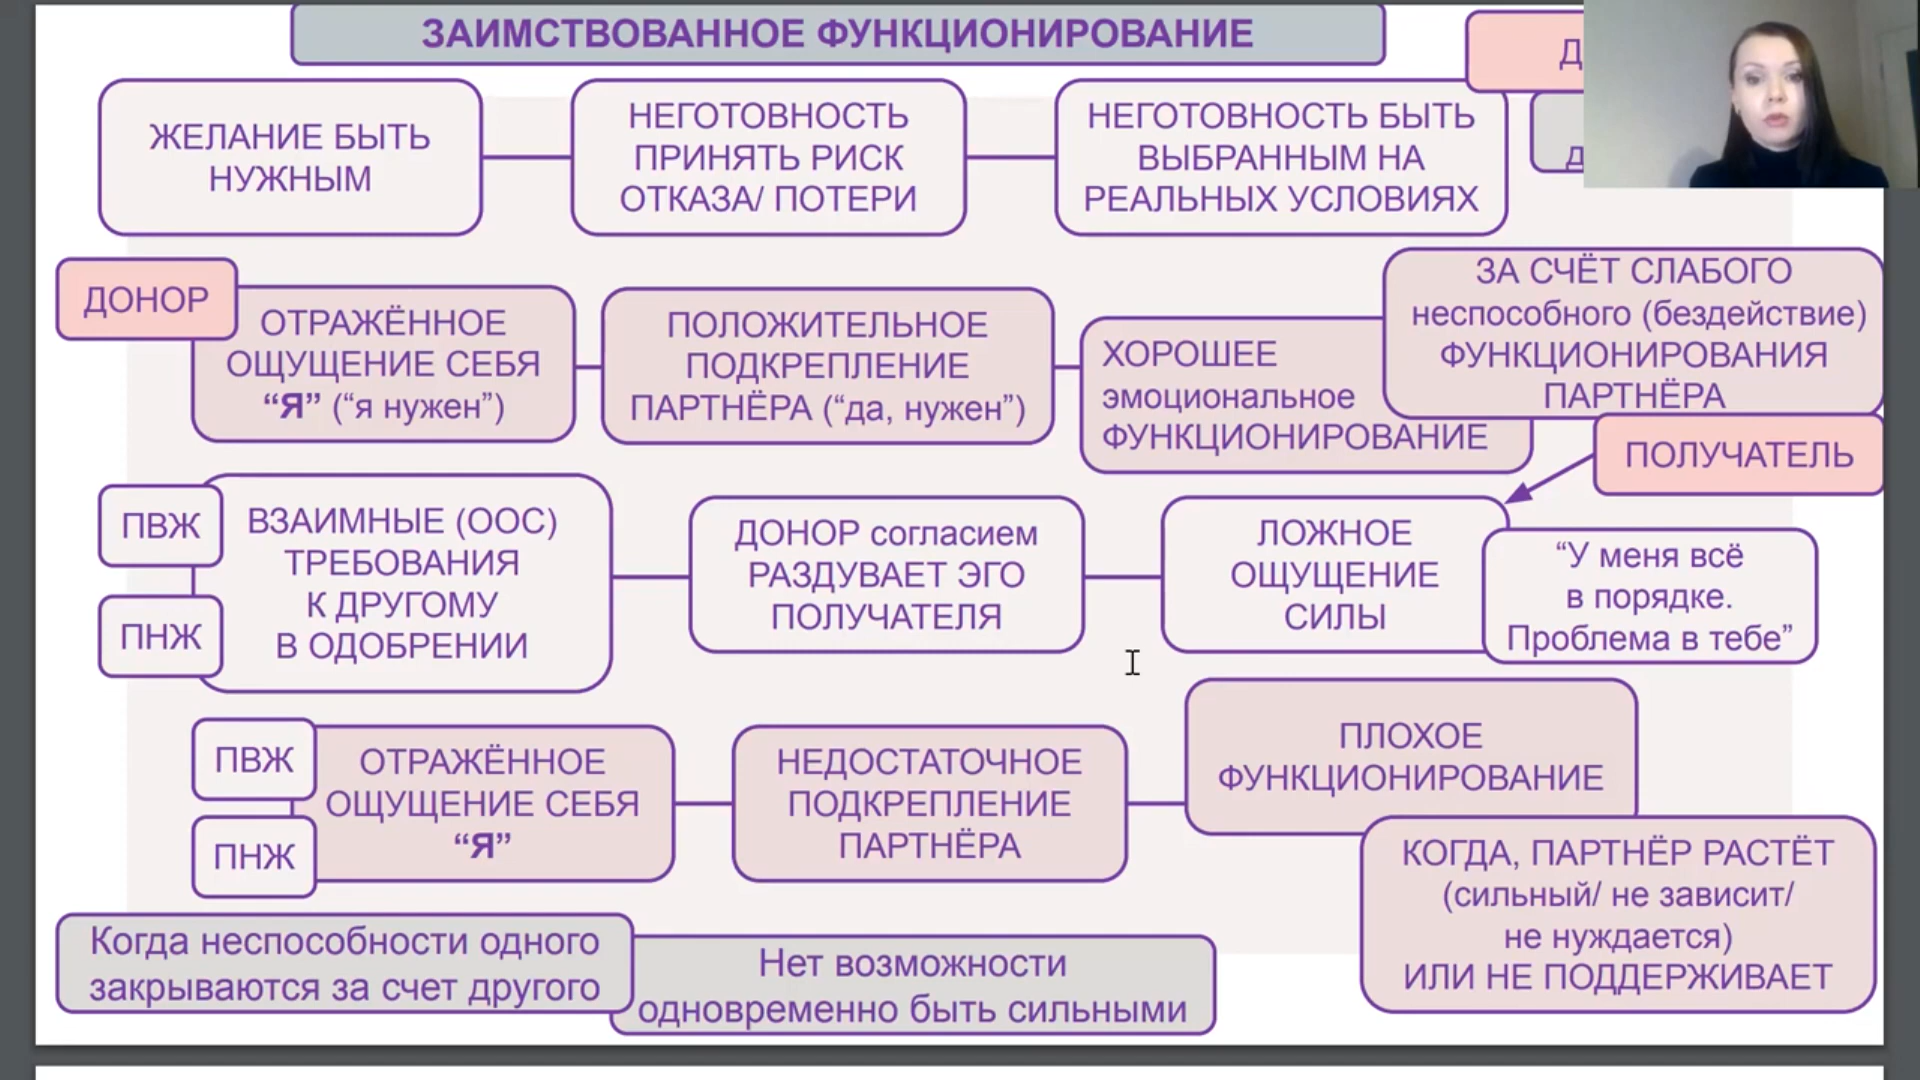 ЗАИМСТВОВАННОЕ ФУНКЦИОНИРОВАНИЕ
ЖЕЛАНИЕ БЫТЬ
НУЖНЫМ
НЕГОТОВНОСТЬ
ПРИНЯТЬ РИСК
ОТКАЗА/ ПОТЕРИ
НЕГОТОВНОСТЬ БЫТЬ
ВЫБРАННЫМ НА
РЕАЛЬНЫХ УСЛОВИЯХ
ДОНОР
ОТРАЖЁННОЕ
ОЩУЩЕНИЕ СЕБЯ
“Я” (“я нужен”)
ПОЛОЖИТЕЛЬНОЕ
ПОДКРЕПЛЕНИЕ
ПАРТНЁРА (“да, нужен”)
ХОРОШЕЕ
эмоциональное
ФУНКЦИОНИРОВАНИЕ
ЗА СЧЁТ СЛАБОГО
неспособного (бездействие)
ФУНКЦИОНИРОВАНИЯ
ПАРТНЁРА
ПОЛУЧАТЕЛЬ
ПВЖ
ПНЖ
ВЗАИМНЫЕ (ООС)
ТРЕБОВАНИЯ
К ДРУГОМУ
В ОДОБРЕНИИ
ДОНОР согласием
РАЗДУВАЕТ ЭГО
ПОЛУЧАТЕЛЯ
ЛОЖНОЕ
ОЩУЩЕНИЕ
СИЛЫ
“У меня всё
в порядке.
Проблема в тебе”
ПВЖ
ПНЖ
ОТРАЖЁННОЕ
ОЩУЩЕНИЕ СЕБЯ
“Я”
НЕДОСТАТОЧНОЕ
ПОДКРЕПЛЕНИЕ
ПАРТНЁРА
ПЛОХОЕ
ФУНКЦИОНИРОВАНИЕ
КОГДА, ПАРТНЁР РАСТЁТ
(сильный/ не зависит/
не нуждается)
ИЛИ НЕ ПОДДЕРЖИВАЕТ
Когда неспособности одного
закрываются за счет другого
Нет возможности
одновременно быть сильными